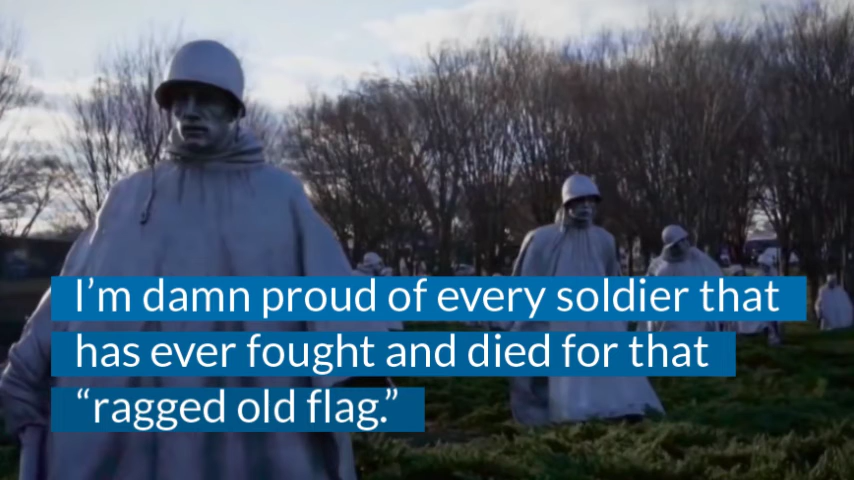 I’m damn proud of every soldier that
has ever fought and died for that
“ragged old flag.”